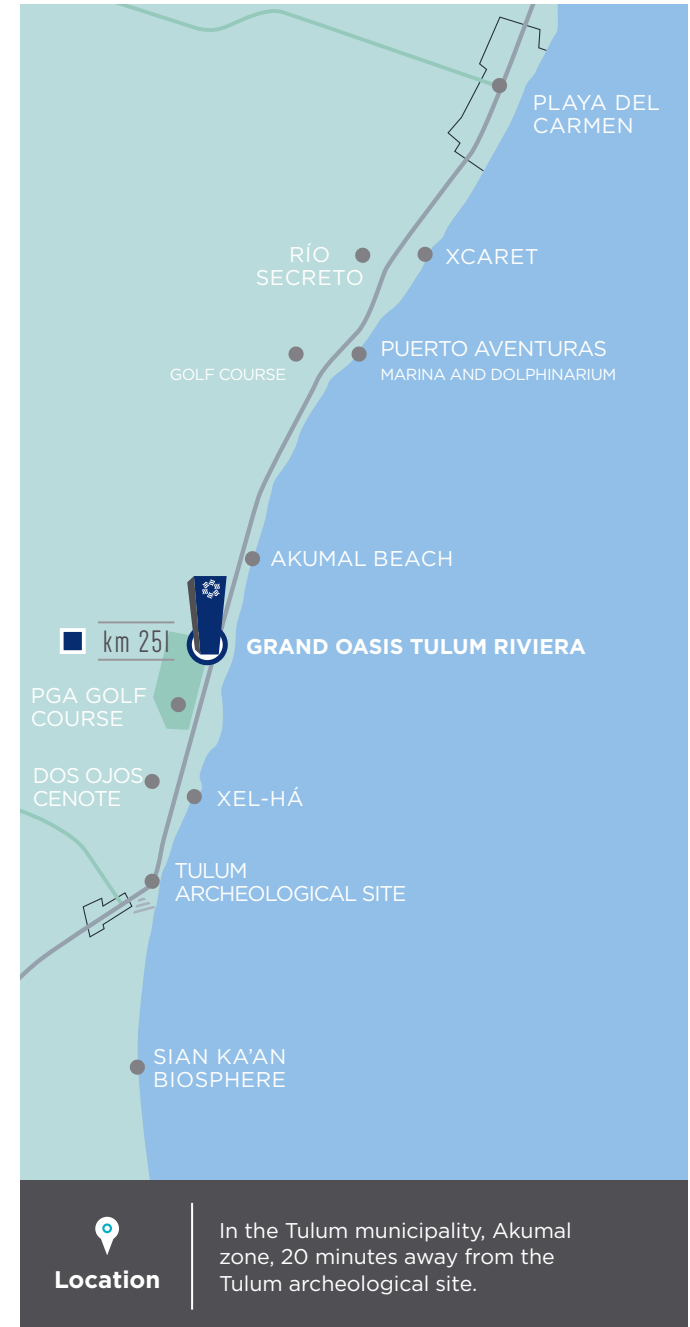 PLAYA DEL
CARMEN
RÍO
SECRETO
XCARET
PUERTO AVENTURAS
GOLF COURSE
MARINA AND DOLPHINARIUM
AKUMAL BEACH
km 251
GRAND OASIS TULUM RIVIERA
PGA GOLF
COURSE
DOS OJOS
CENOTE
XEL-HÁ
TULUM
ARCHEOLOGICAL SITE
SIAN KA'AN
BIOSPHERE
Location
In the Tulum municipality, Akumal
zone, 20 minutes away from the
Tulum archeological site.